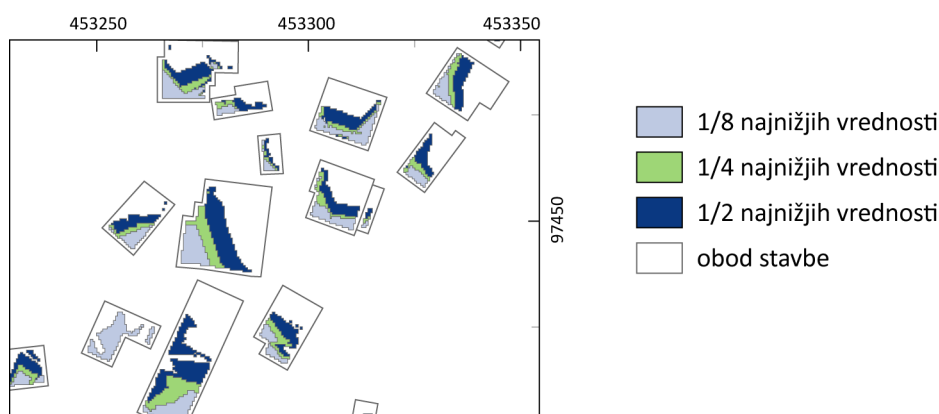 453250 453300 453350
97450
1/8 najnižjih vrednosti
1/4 najnižjih vrednosti
1/2 najnižjih vrednosti
obod stavbe